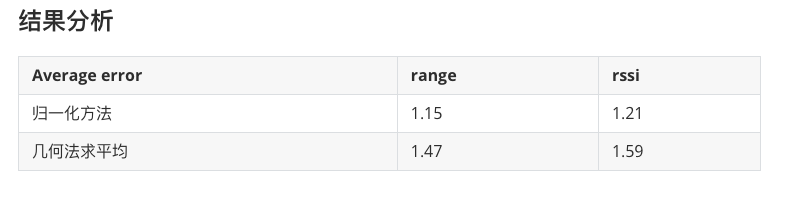 结果分析
Average error range rssi
归一化方法 1.15 1.21
几何法求平均 1.47 1.59